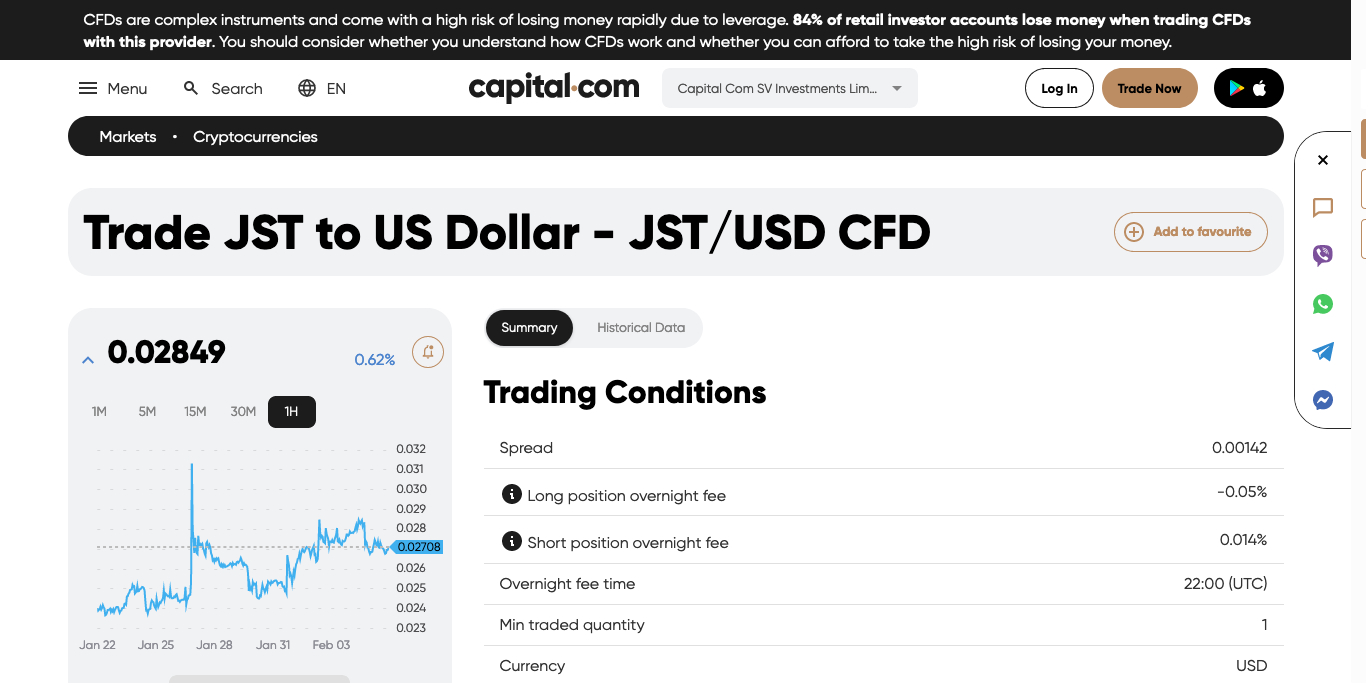 CFDs are complex instruments and come with a high risk of losing money rapidly due to leverage. 84% of retail investor accounts lose money when trading CFDs
with this provider. You should consider whether you understand how CFDs work and whether you can afford to take the high risk of losing your money.
Menu
Search
EN
capital.com
Capital Com SV Investments Lim...
Log In
Trade Now
Markets • Cryptocurrencies
Trade JST to US Dollar - JST/USD CFD
Add to favourite
0.02849
0.62%
1M 5M 15M 30M 1H
0.032
0.031
0.030
0.029
0.028
0.02708
0.026
0.025
0.024
0.023
Jan 22 Jan 25 Jan 28 Jan 31 Feb 03
Summary
Historical Data
Trading Conditions
Spread 0.00142
Long position overnight fee -0.05%
Short position overnight fee 0.014%
Overnight fee time 22:00 (UTC)
Min traded quantity 1
Currency USD